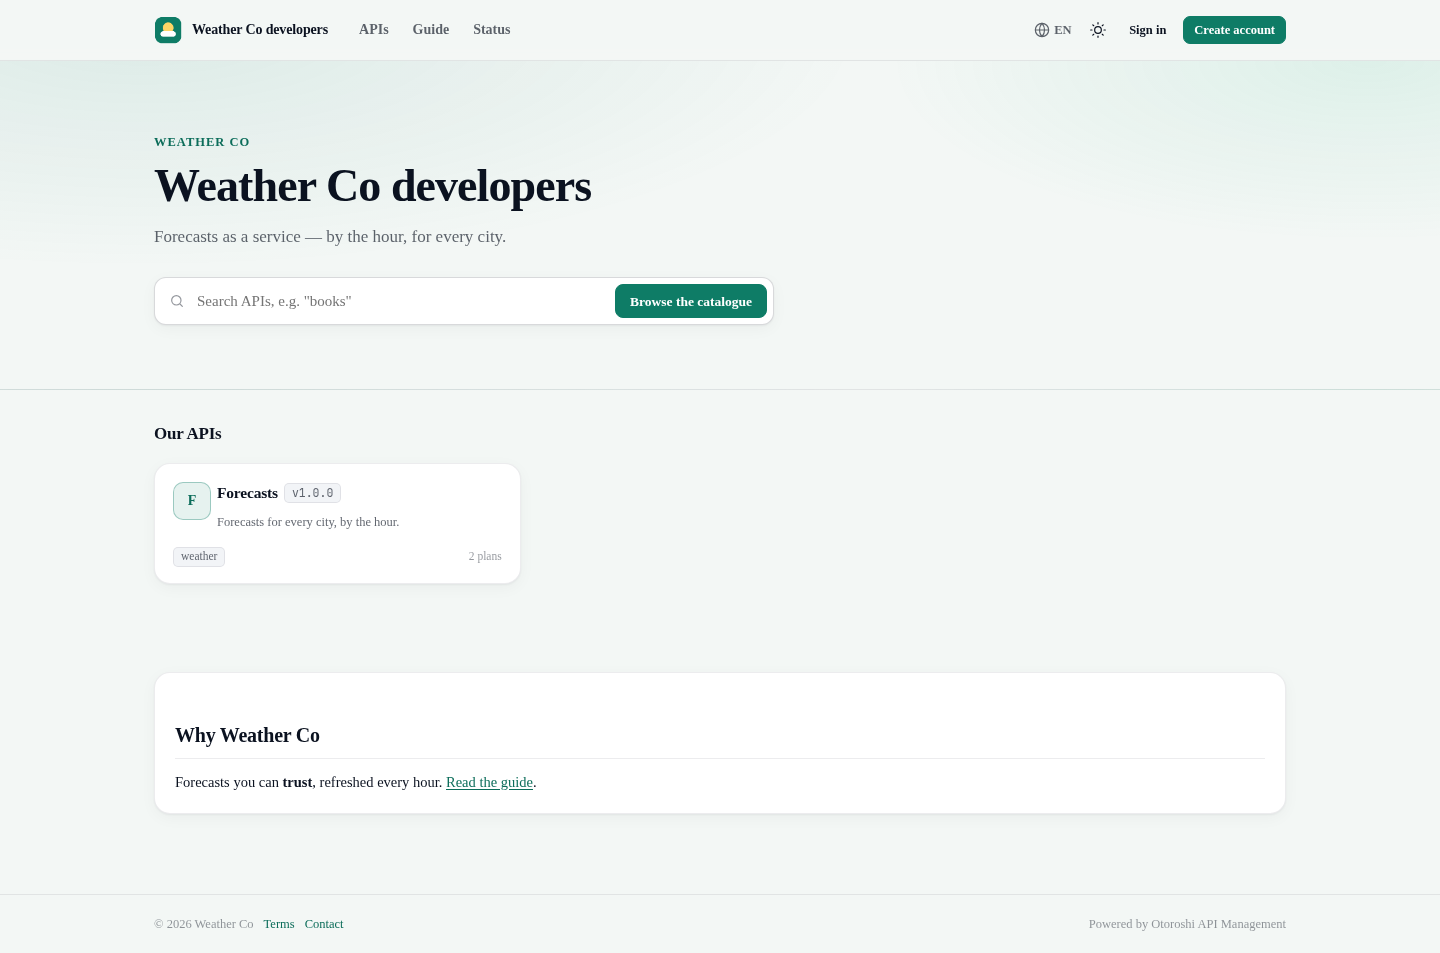 Weather Co developers APIs Guide Status EN Sign in Create account
WEATHER CO
Weather Co developers
Forecasts as a service — by the hour, for every city.
Search APIs, e.g. "books" Browse the catalogue
Our APIs
F Forecasts v1.0.0
Forecasts for every city, by the hour.
weather 2 plans
Why Weather Co
Forecasts you can trust, refreshed every hour. Read the guide.
© 2026 Weather Co Terms Contact Powered by Otoroshi API Management